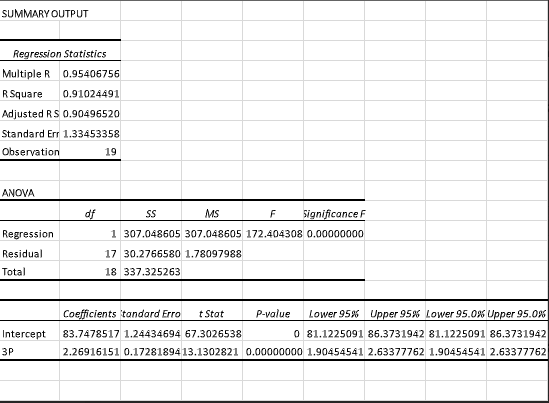 SUMMARY OUTPUT
Regression Statistics
Multiple R 0.95406756
R Square 0.91024491
Adjusted R S 0.90496520
Standard Err 1.33453358
Observation 19
ANOVA
df SS MS F Significance F
Regression 1 307.048605 307.048605 172.404308 0.00000000
Residual 17 30.2766580 1.78097988
Total 18 337.325263
Coefficients tandard Erro t Stat P-value Lower 95% Upper 95% Lower 95.0% Upper 95.0%
Intercept 83.7478517 1.24434694 67.3026538 0 81.1225091 86.3731942 81.1225091 86.3731942
3P 2.26916151 0.17281894 13.1302821 0.00000000 1.90454541 2.63377762 1.90454541 2.63377762